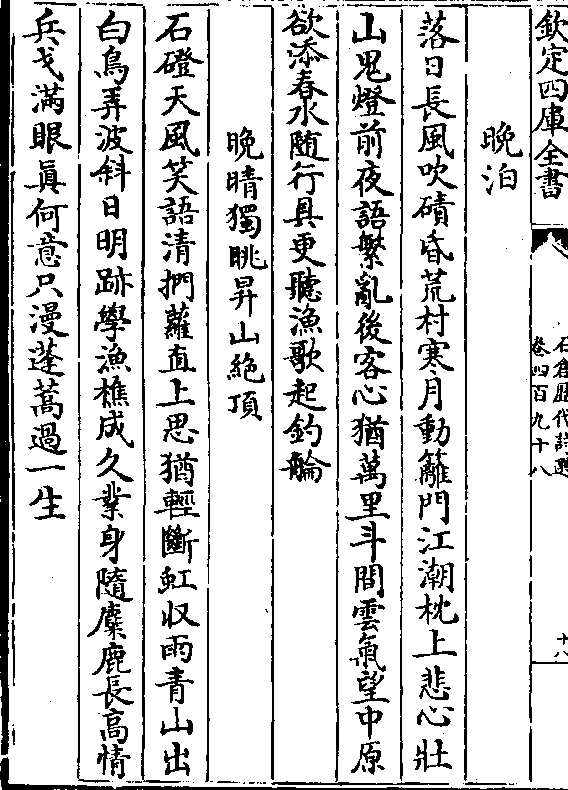 欽定四庫全書
石倉歷代詩選
卷四百九十八
十八
晚泊
落日長風吹磧昏荒村寒月動籬門江潮枕上悲心壯
山鬼燈前夜語繁亂後客心猶萬里斗間雲氣望中原
欲添春水随行具更聽漁歌起釣艫
晚晴獨眺昇山絶頂
石磴天風笑語清捫蘿直上思猶輕斷虹収雨青山出
白鳥弄波斜日明跡學漁樵成久業身隨麋鹿長高情
兵戈滿眼眞何意只漫蓬蒿過一生